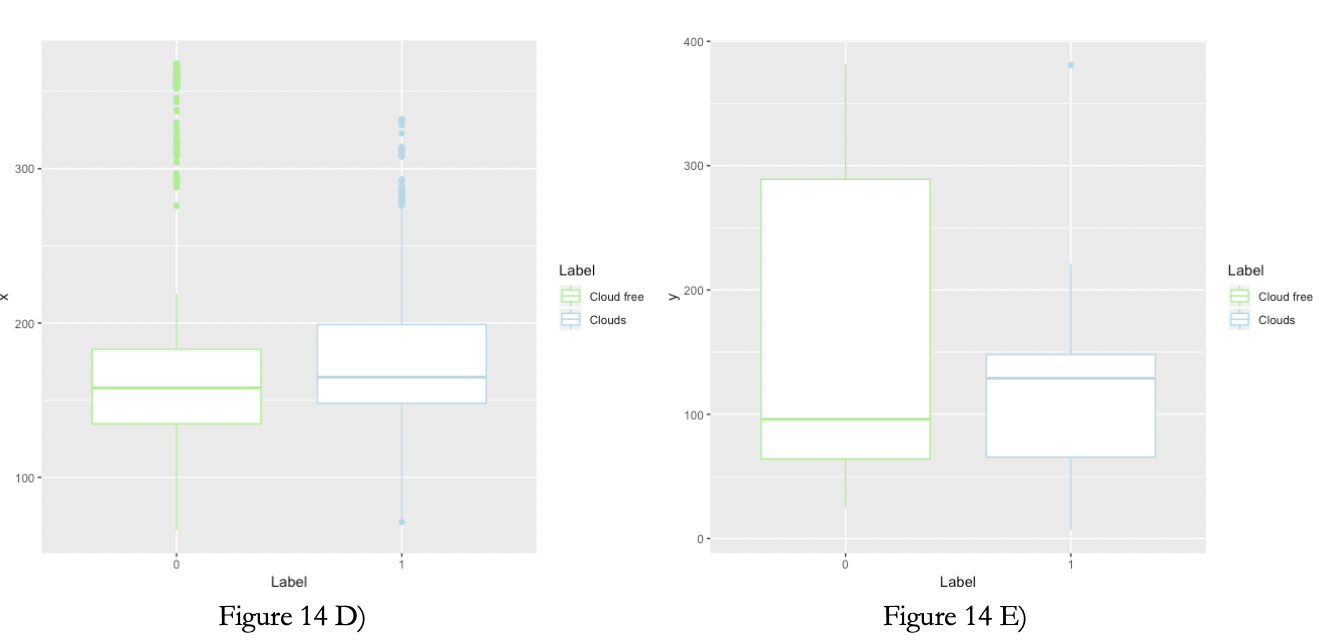 x
300
200
100
0
1
Label
Label
Cloud free
Clouds
Figure 14 D)
y
400
300
200
100
0
0
1
Label
Label
Cloud free
Clouds
Figure 14 E)